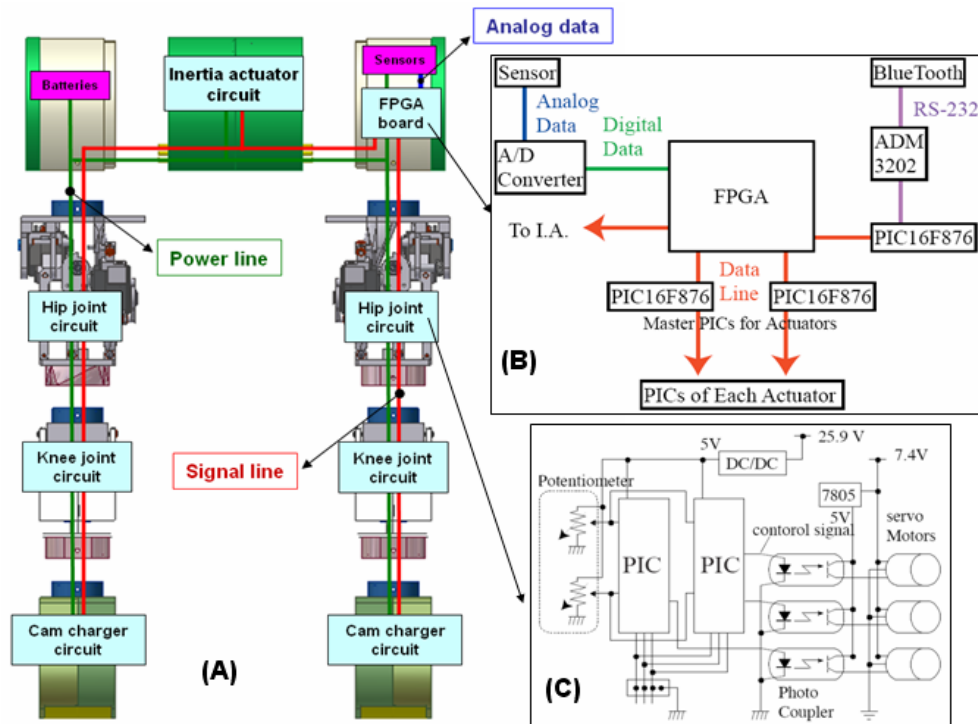 Analog data
Batteries
Inertia actuator
circuit
Sensors
FPGA
board
Power line
Hip joint
circuit
Hip joint
circuit
Knee joint
circuit
Signal line
Knee joint
circuit
Cam charger
circuit
Cam charger
circuit
(A)
Sensor
BlueTooth
Analog
Data
RS-232
Digital
Data
A/D
Converter
ADM
3202
FPGA
To I.A.
PIC16F876
Data
Line
PIC16F876
PIC16F876
Master PICs for Actuators
(B)
PICs of Each Actuator
25.9 V
5V
DC/DC
7.4V
Potentiometer
7805
5V
contorol signal
servo
Motors
PIC
PIC
(C)
Photo
Coupler